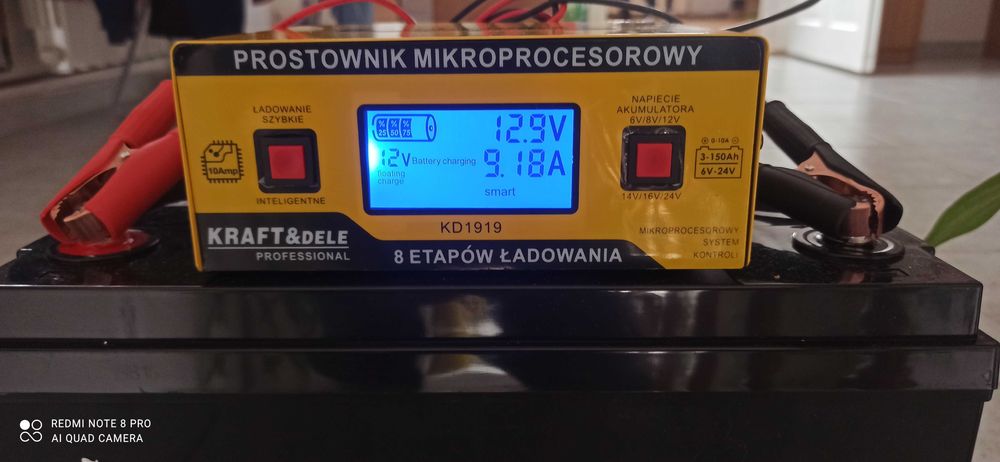 PROSTOWNIK MIKROPROCESOROWY
ŁADOWANIE
SZYBKIE
10Amp
INTELIGENTNE
KRAFT&DELE
PROFESSIONAL
% % %
25 50 75
12.9V
12V Battery charging
9.18A
floating
charge
smart
KD1919
8 ETAPÓW ŁADOWANIA
NAPIECIE
AKUMULATORA
6V/8V/12V
14V/16V/24V
0-10A
3-150Ah
6V-24V
MIKROPROCESOROWY
SYSTEM
KONTROLI
REDMI NOTE 8 PRO
AI QUAD CAMERA